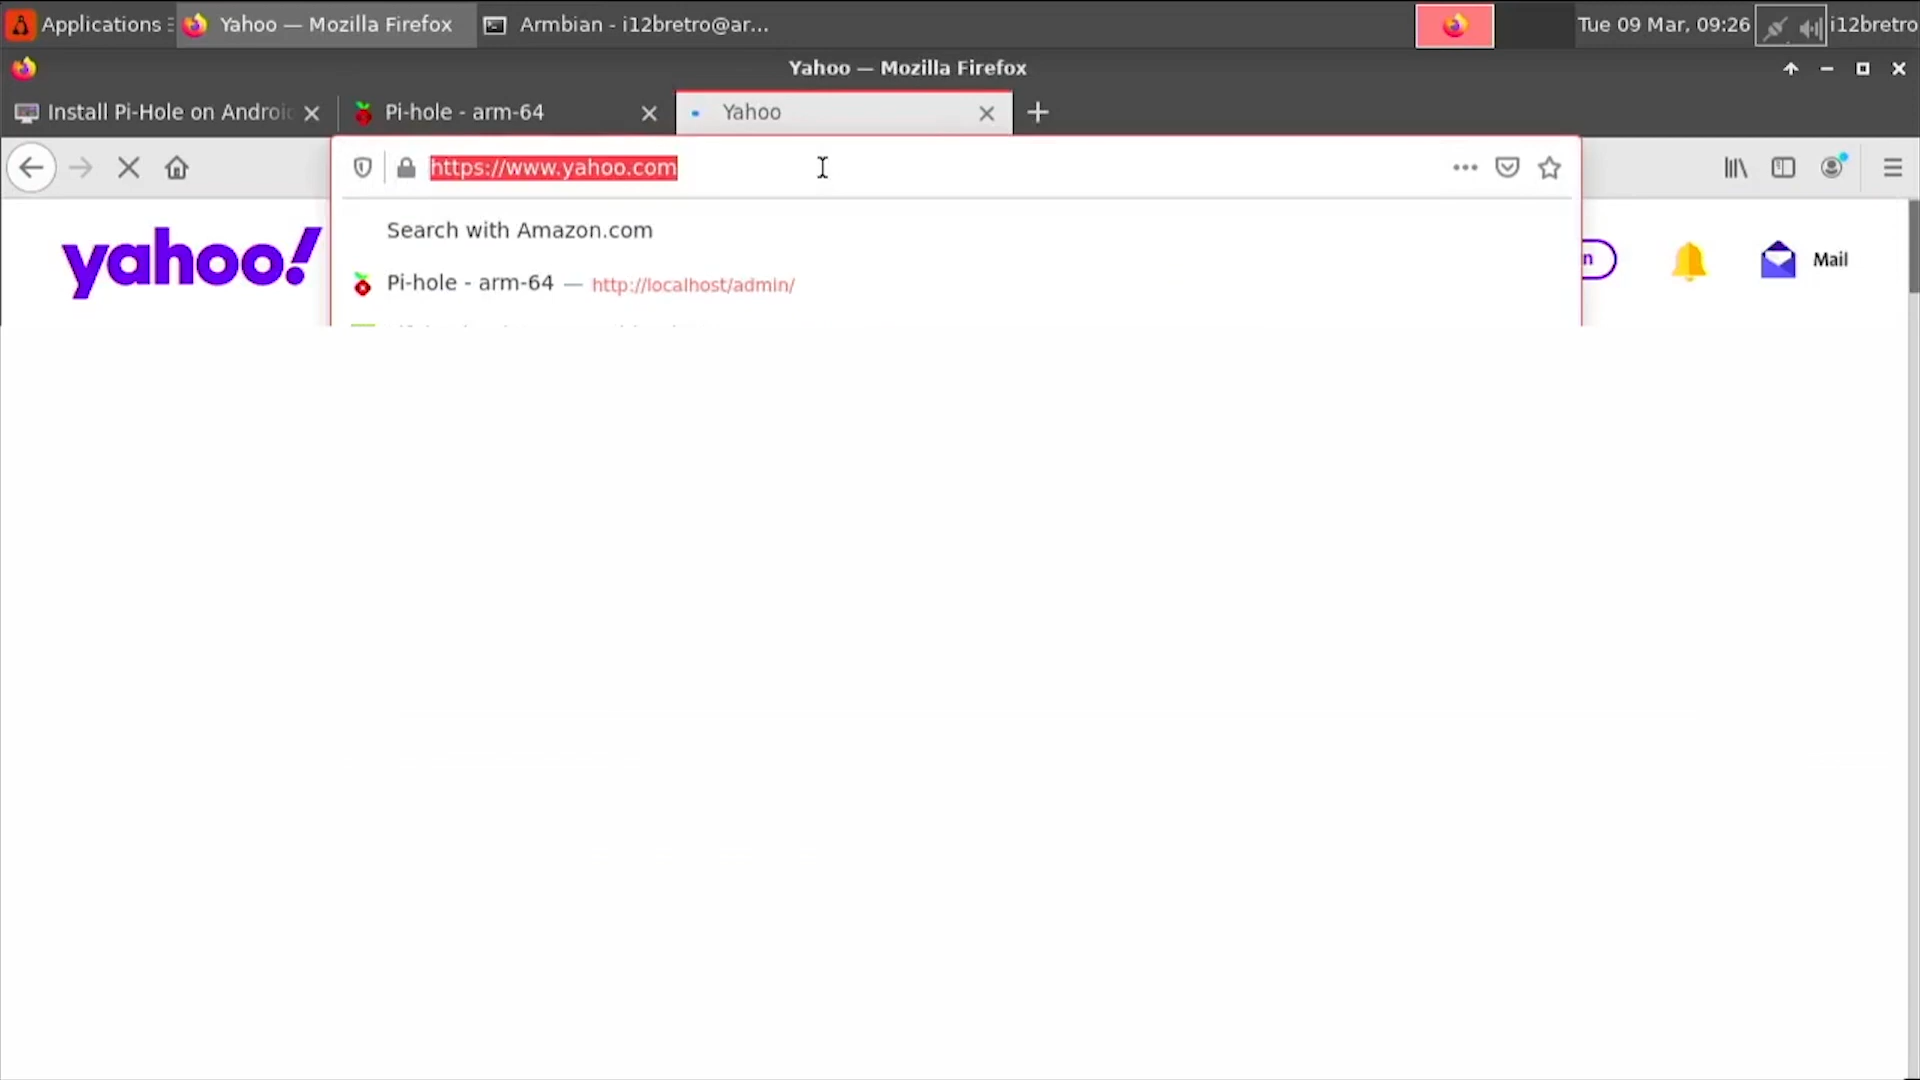 Applications
Yahoo — Mozilla Firefox
Armbian - i12bretro@ar...
Tue 09 Mar, 09:26
i12bretro
Yahoo — Mozilla Firefox
Install Pi-Hole on Androi
Pi-hole - arm-64
Yahoo
https://www.yahoo.com
yahoo!
Search with Amazon.com
n
Mail
Pi-hole - arm-64 — http://localhost/admin/